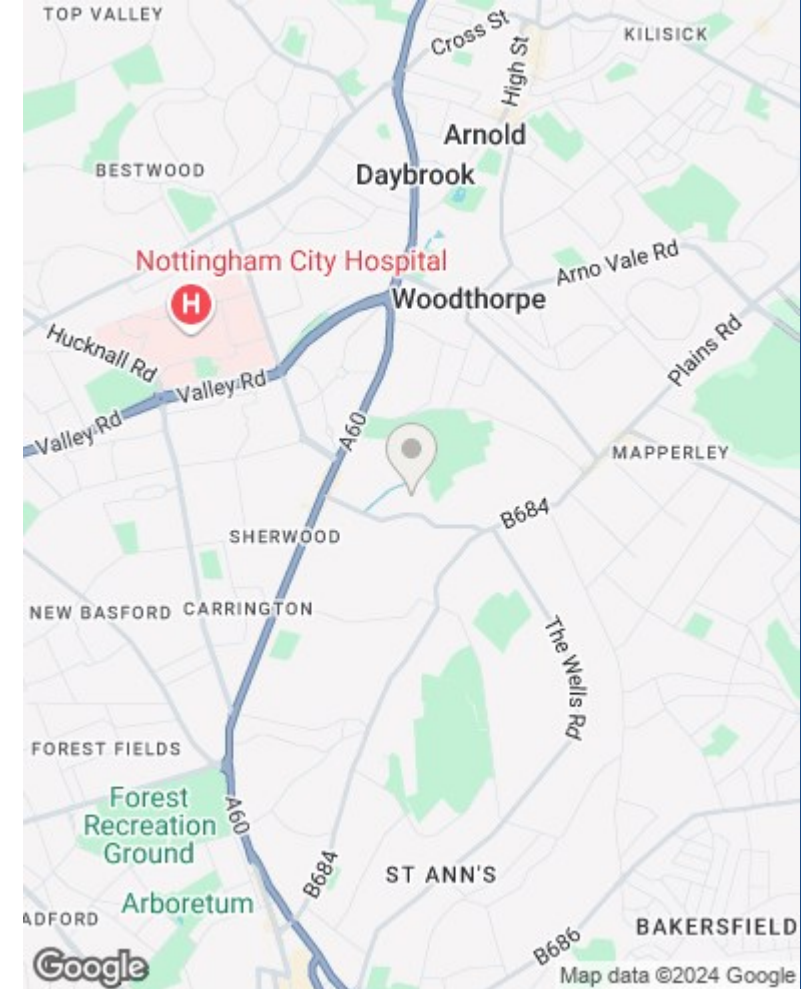 TOP VALLEY
Cross St
High St
KILISICK
Arnold
Daybrook
BESTWOOD
Nottingham City Hospital
H
Arno Vale Rd
Woodthorpe
Hucknall Rd
Plains Rd
Valley Rd
Valley Rd
A60
MAPPERLEY
B684
SHERWOOD
NEW BASFORD
CARRINGTON
The Wells Rd
FOREST FIELDS
Forest
Recreation
Ground
A60
B684
ST ANN'S
Arboretum
ADFORD
BAKERSFIELD
B686
Google
Map data ©2024 Google